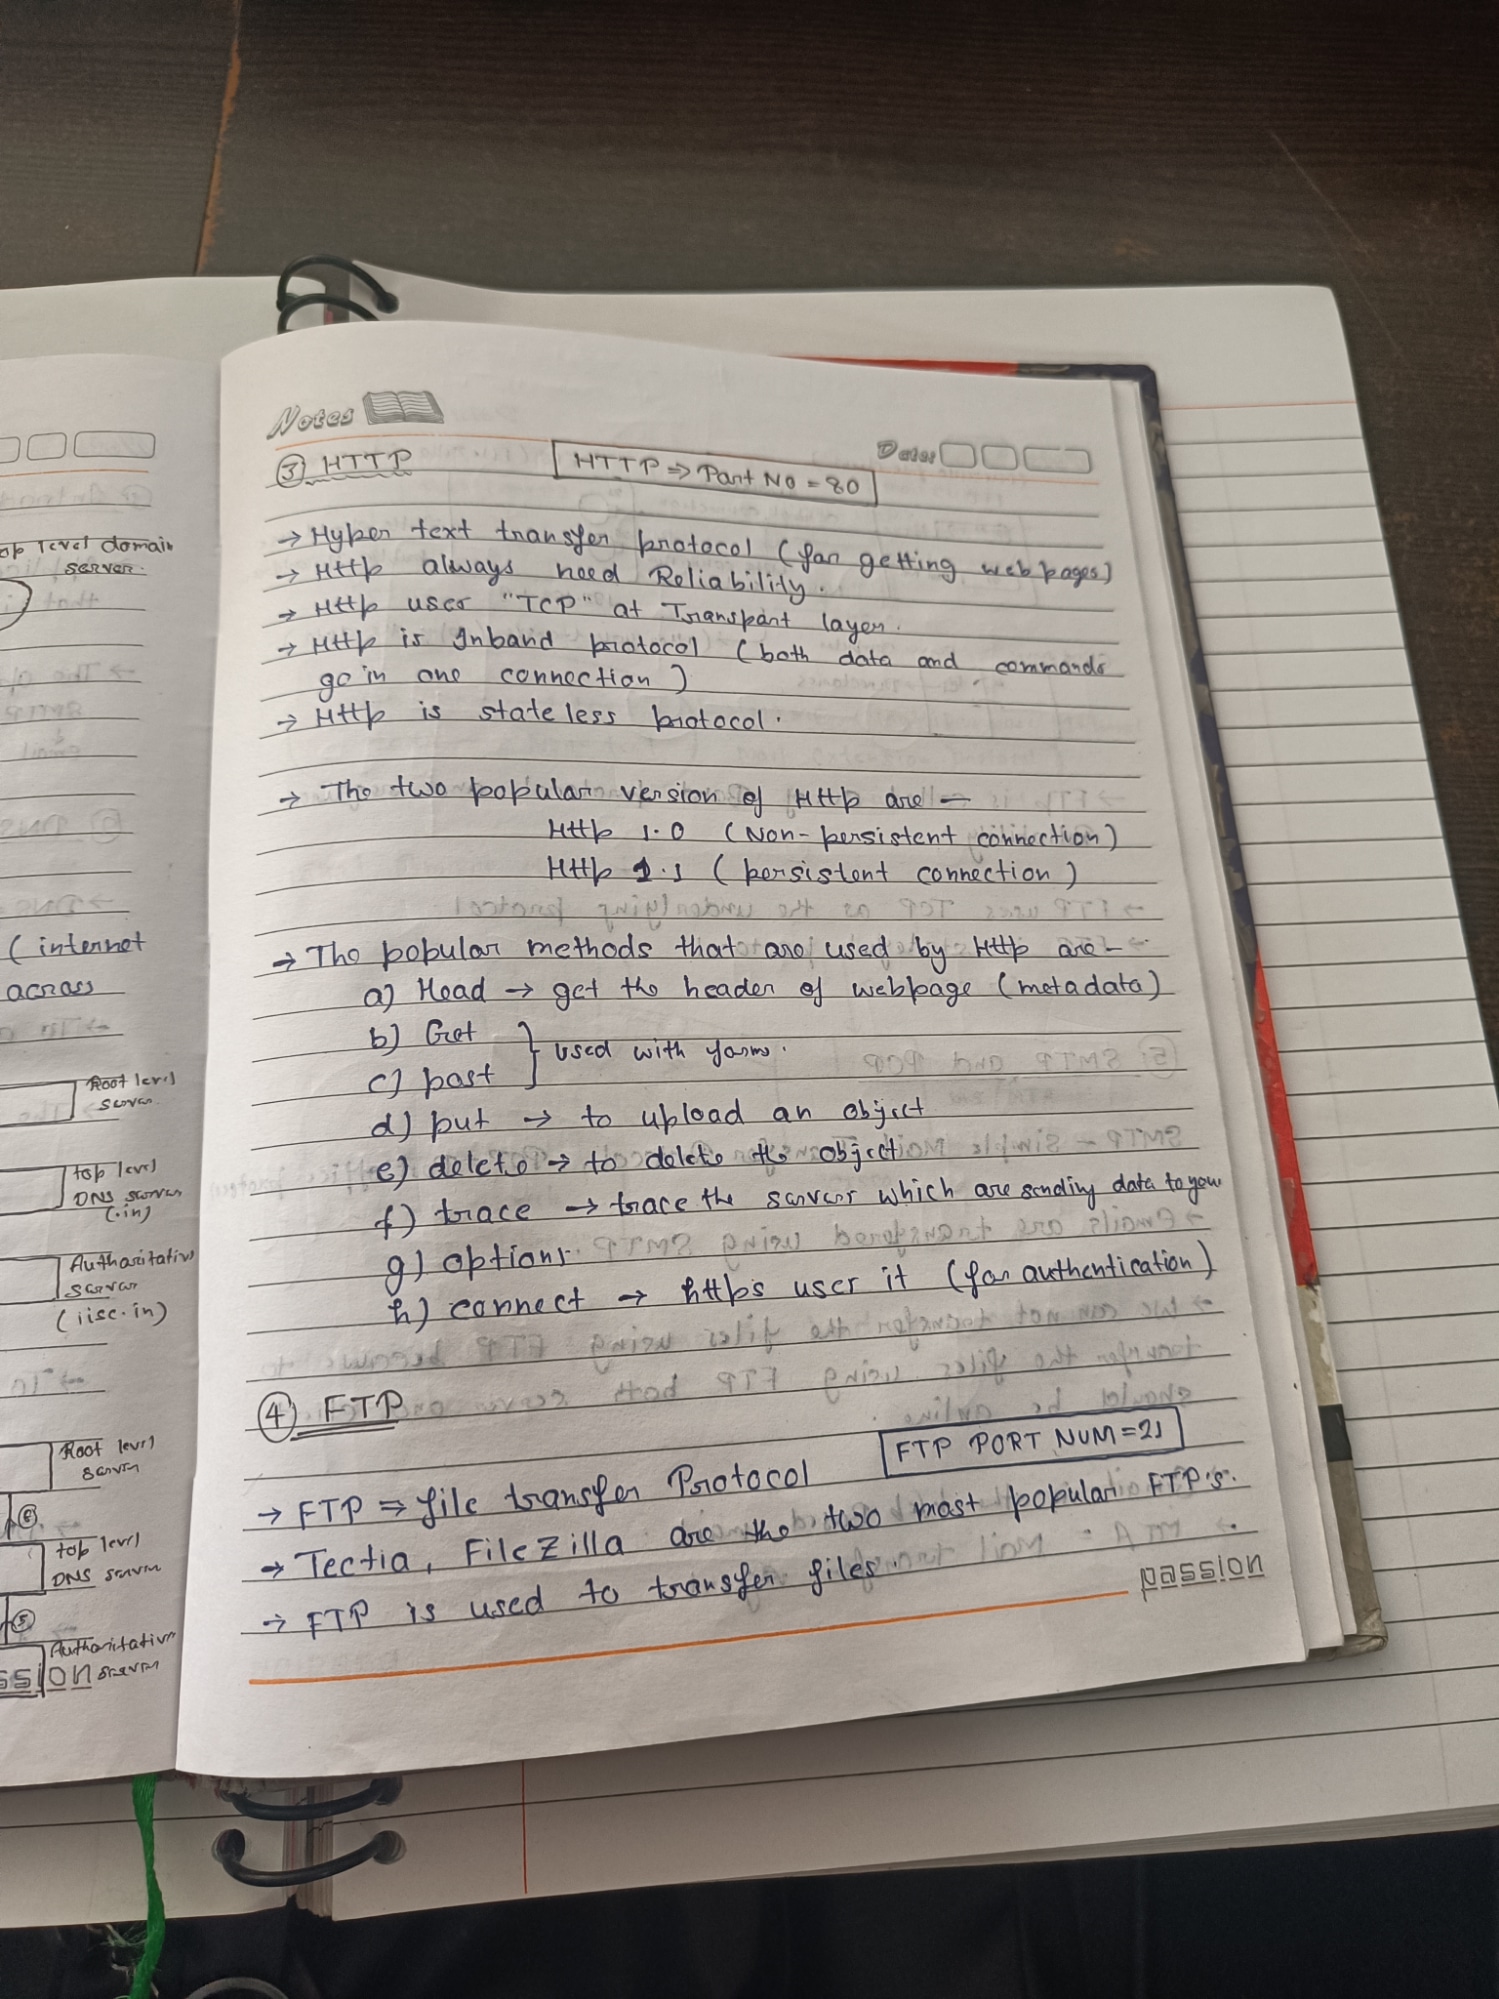 op level domain
server.
( internet
across
Root level
server
top level
DNS server
(.in)
Authoritative
server
(iisc.in)
Root level
server
6
top level
DNS server
5
Authoritative
server
ssion
Notes
Date:
3 HTTP
HTTP ⇒ Port No = 80
→ Hyper text transfer protocol (for getting web pages)
→ Http always need Reliability.
→ Http user "TCP" at Transport layer.
→ Http is Inband protocol (both data and commands
go in one connection)
→ Http is stateless protocol.
→ The two popular version of Http are —
Http 1.0 (Non-persistent connection)
Http 1.1 (persistent connection)
→ The popular methods that are used by Http are -
a) Head → get the header of webpage (metadata)
b) Get
c) post } used with forms.
d) put → to upload an object
e) delete → to delete the object
f) trace → trace the server which are sending data to you
g) options.
h) connect → https user it (for authentication)
4 FTP
FTP PORT NUM = 21
→ FTP ⇒ file transfer Protocol
→ Tectia, FileZilla are the two most popular FTP's.
→ FTP is used to transfer files.
passion